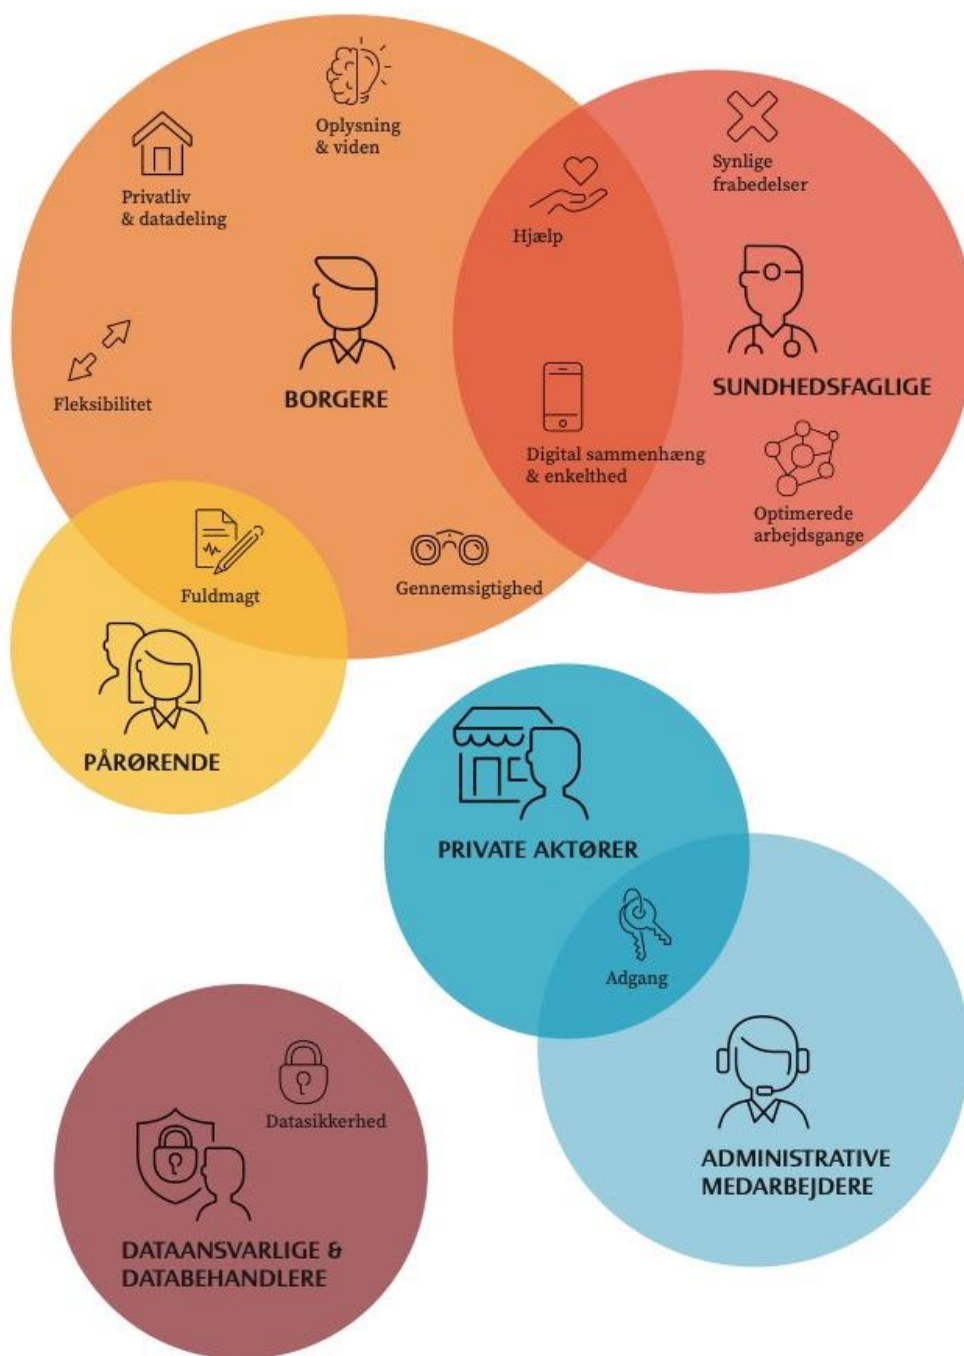 Oplysning
& viden
Privatliv
& datadeling
Synlige
frabedelser
Hjælp
BORGERE
SUNDHEDSFAGLIGE
Fleksibilitet
Digital sammenhæng
& enkelthed
Optimerede
arbejdsgange
Gennemsigtighed
Fuldmagt
PÅRØRENDE
PRIVATE AKTØRER
Adgang
ADMINISTRATIVE
MEDARBEJDERE
Datasikkerhed
DATAANSVARLIGE &
DATABEHANDLERE